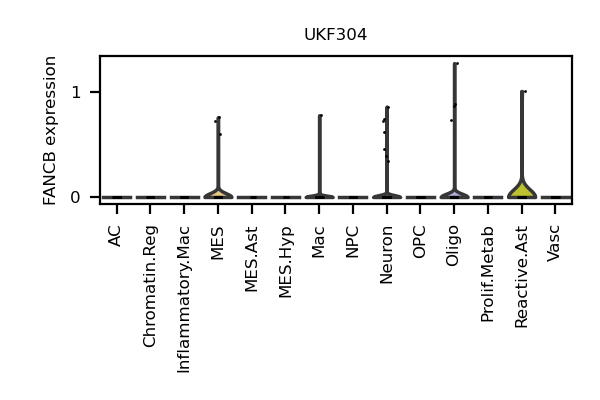 UKF304
FANCB expression
1
0
AC
Chromatin.Reg
Inflammatory.Mac
MES
MES.Ast
MES.Hyp
Mac
NPC
Neuron
OPC
Oligo
Prolif.Metab
Reactive.Ast
Vasc